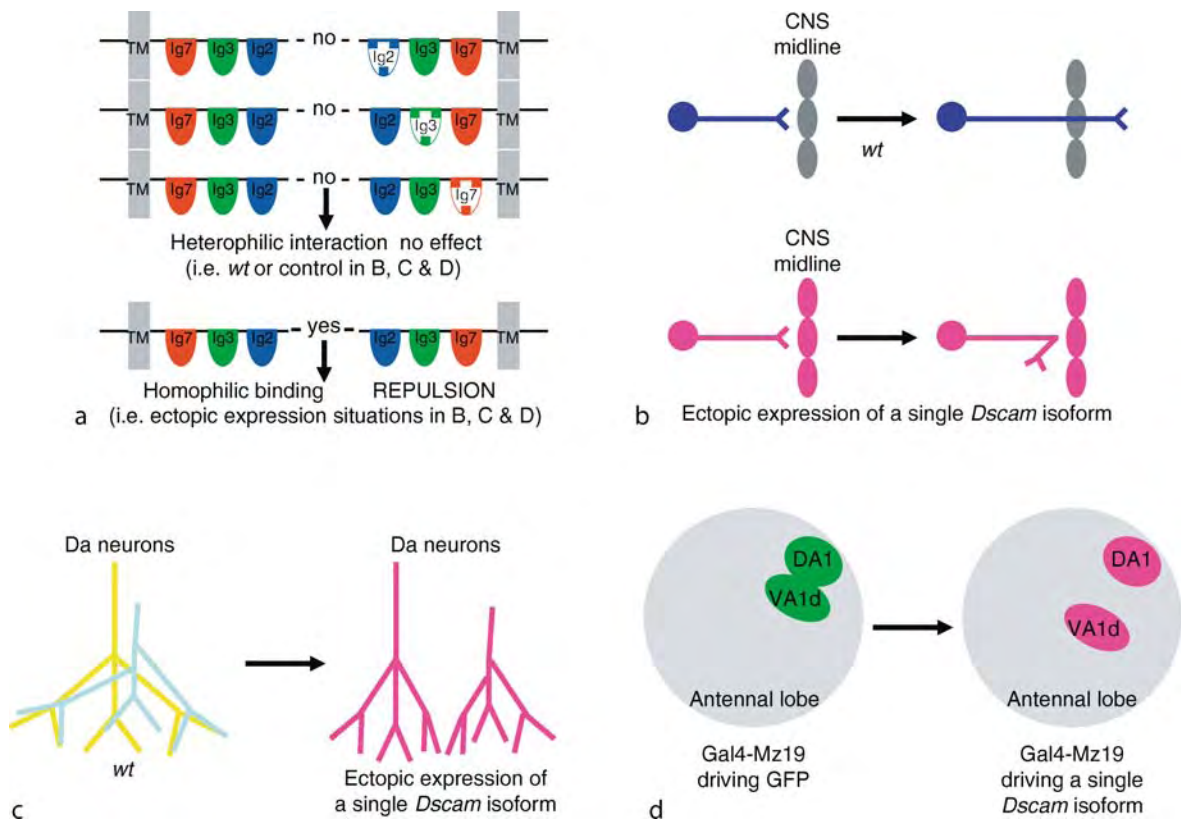 TM Ig7 Ig3 Ig2 - no - Ig2 Ig3 Ig7 TM
TM Ig7 Ig3 Ig2 - no - Ig2 Ig3 Ig7 TM
TM Ig7 Ig3 Ig2 - no - Ig2 Ig3 Ig7 TM
Heterophilic interaction no effect
(i.e. wt or control in B, C & D)
TM Ig7 Ig3 Ig2 - yes - Ig2 Ig3 Ig7 TM
Homophilic binding REPULSION
a (i.e. ectopic expression situations in B, C & D)
CNS
midline
wt
CNS
midline
b Ectopic expression of a single Dscam isoform
Da neurons
wt
Da neurons
Ectopic expression of
a single Dscam isoform
c
DA1
VA1d
Antennal lobe
Gal4-Mz19
driving GFP
DA1
VA1d
Antennal lobe
Gal4-Mz19
driving a single
Dscam isoform
d